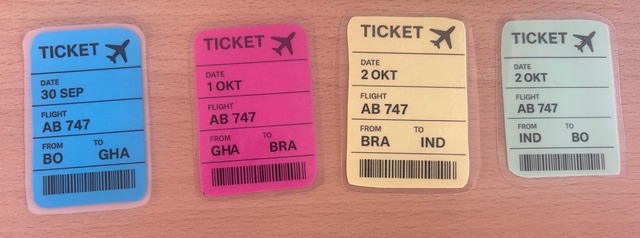 TICKET
DATE
30 SEP
FLIGHT
AB 747
FROM TO
BO GHA
TICKET
DATE
1 OKT
FLIGHT
AB 747
FROM TO
GHA BRA
TICKET
DATE
2 OKT
FLIGHT
AB 747
FROM TO
BRA IND
TICKET
DATE
2 OKT
FLIGHT
AB 747
FROM TO
IND BO